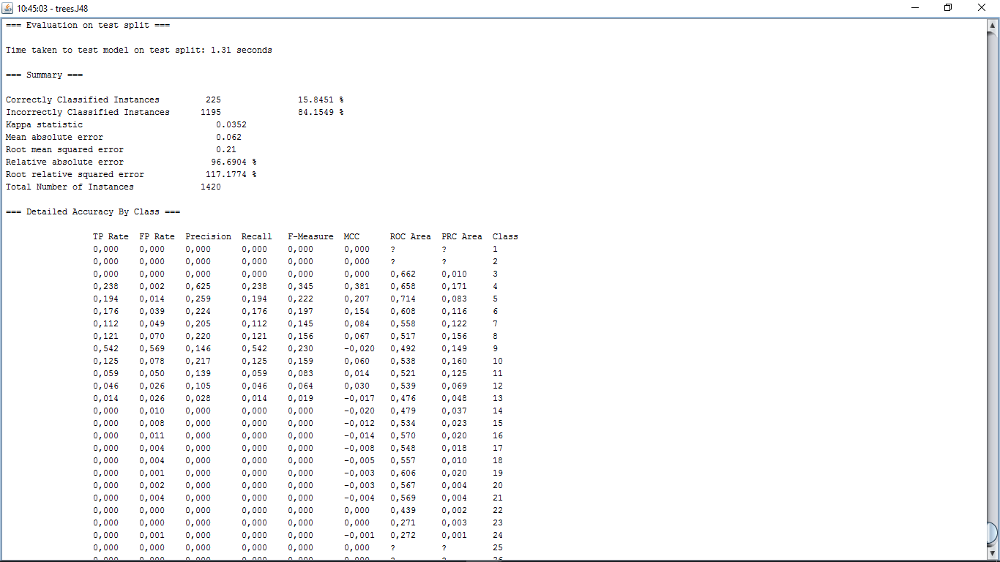 10:45:03 - trees.J48
=== Evaluation on test split ===
Time taken to test model on test split: 1.31 seconds
=== Summary ===
Correctly Classified Instances 225 15.8451 %
Incorrectly Classified Instances 1195 84.1549 %
Kappa statistic 0.0352
Mean absolute error 0.062
Root mean squared error 0.21
Relative absolute error 96.6904 %
Root relative squared error 117.1774 %
Total Number of Instances 1420
=== Detailed Accuracy By Class ===
TP Rate FP Rate Precision Recall F-Measure MCC ROC Area PRC Area Class
0,000 0,000 0,000 0,000 0,000 0,000 ? ? 1
0,000 0,000 0,000 0,000 0,000 0,000 ? ? 2
0,000 0,000 0,000 0,000 0,000 0,000 0,662 0,010 3
0,238 0,002 0,625 0,238 0,345 0,381 0,658 0,171 4
0,194 0,014 0,259 0,194 0,222 0,207 0,714 0,083 5
0,176 0,039 0,224 0,176 0,197 0,154 0,608 0,116 6
0,112 0,049 0,205 0,112 0,145 0,084 0,558 0,122 7
0,121 0,070 0,220 0,121 0,156 0,067 0,517 0,156 8
0,542 0,569 0,146 0,542 0,230 -0,020 0,492 0,149 9
0,125 0,078 0,217 0,125 0,159 0,060 0,538 0,160 10
0,059 0,050 0,139 0,059 0,083 0,014 0,521 0,125 11
0,046 0,026 0,105 0,046 0,064 0,030 0,539 0,069 12
0,014 0,026 0,028 0,014 0,019 -0,017 0,476 0,048 13
0,000 0,010 0,000 0,000 0,000 -0,020 0,479 0,037 14
0,000 0,008 0,000 0,000 0,000 -0,012 0,534 0,023 15
0,000 0,011 0,000 0,000 0,000 -0,014 0,570 0,020 16
0,000 0,004 0,000 0,000 0,000 -0,008 0,548 0,018 17
0,000 0,004 0,000 0,000 0,000 -0,005 0,557 0,010 18
0,000 0,001 0,000 0,000 0,000 -0,003 0,606 0,020 19
0,000 0,002 0,000 0,000 0,000 -0,003 0,567 0,004 20
0,000 0,004 0,000 0,000 0,000 -0,004 0,569 0,004 21
0,000 0,000 0,000 0,000 0,000 0,000 0,439 0,002 22
0,000 0,000 0,000 0,000 0,000 0,000 0,271 0,003 23
0,000 0,001 0,000 0,000 0,000 -0,001 0,272 0,001 24
0,000 0,000 0,000 0,000 0,000 0,000 ? ? 25